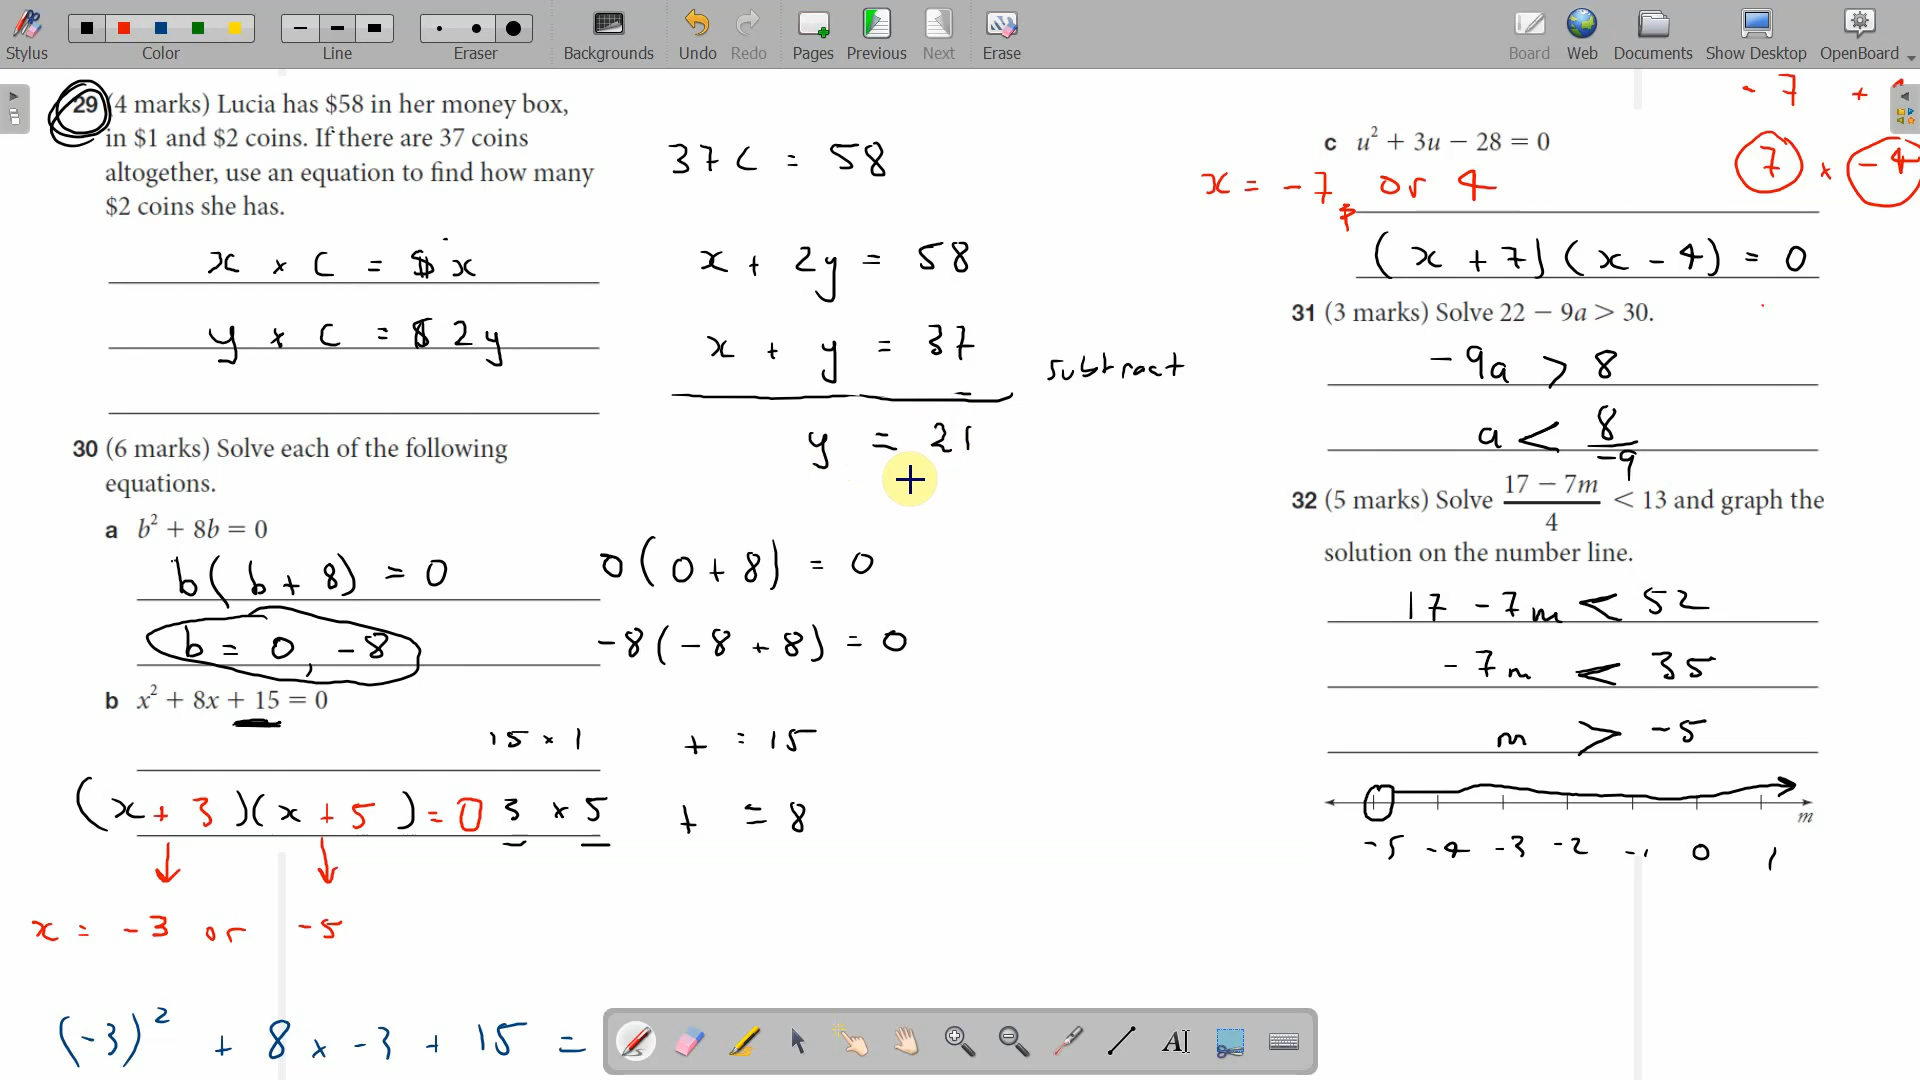 Stylus Color Line Eraser Backgrounds Undo Redo Pages Previous Next Erase Board Web Documents Show Desktop OpenBoard
29 (4 marks) Lucia has $58 in her money box,
in $1 and $2 coins. If there are 37 coins
altogether, use an equation to find how many
$2 coins she has.
x × C = $x
y × C = $2y
37C = 58
x + 2y = 58
x + y = 37
subtract
y = 21
30 (6 marks) Solve each of the following
equations.
a b² + 8b = 0
b(b + 8) = 0
b = 0, -8
0(0 + 8) = 0
-8(-8 + 8) = 0
b x² + 8x + 15 = 0
15 × 1
+ = 15
(x + 3)(x + 5) = 0
3 × 5
+ = 8
x = -3 or -5
(-3)² + 8 × -3 + 15 =
-7 +
c u² + 3u − 28 = 0
7 × -4
x = -7 or 4
(x + 7)(x - 4) = 0
31 (3 marks) Solve 22 − 9a > 30.
-9a > 8
a < 8/-9
32 (5 marks) Solve (17 − 7m)/4 < 13 and graph the
solution on the number line.
17 - 7m < 52
-7m < 35
m > -5
m
-5 -4 -3 -2 -1 0 1